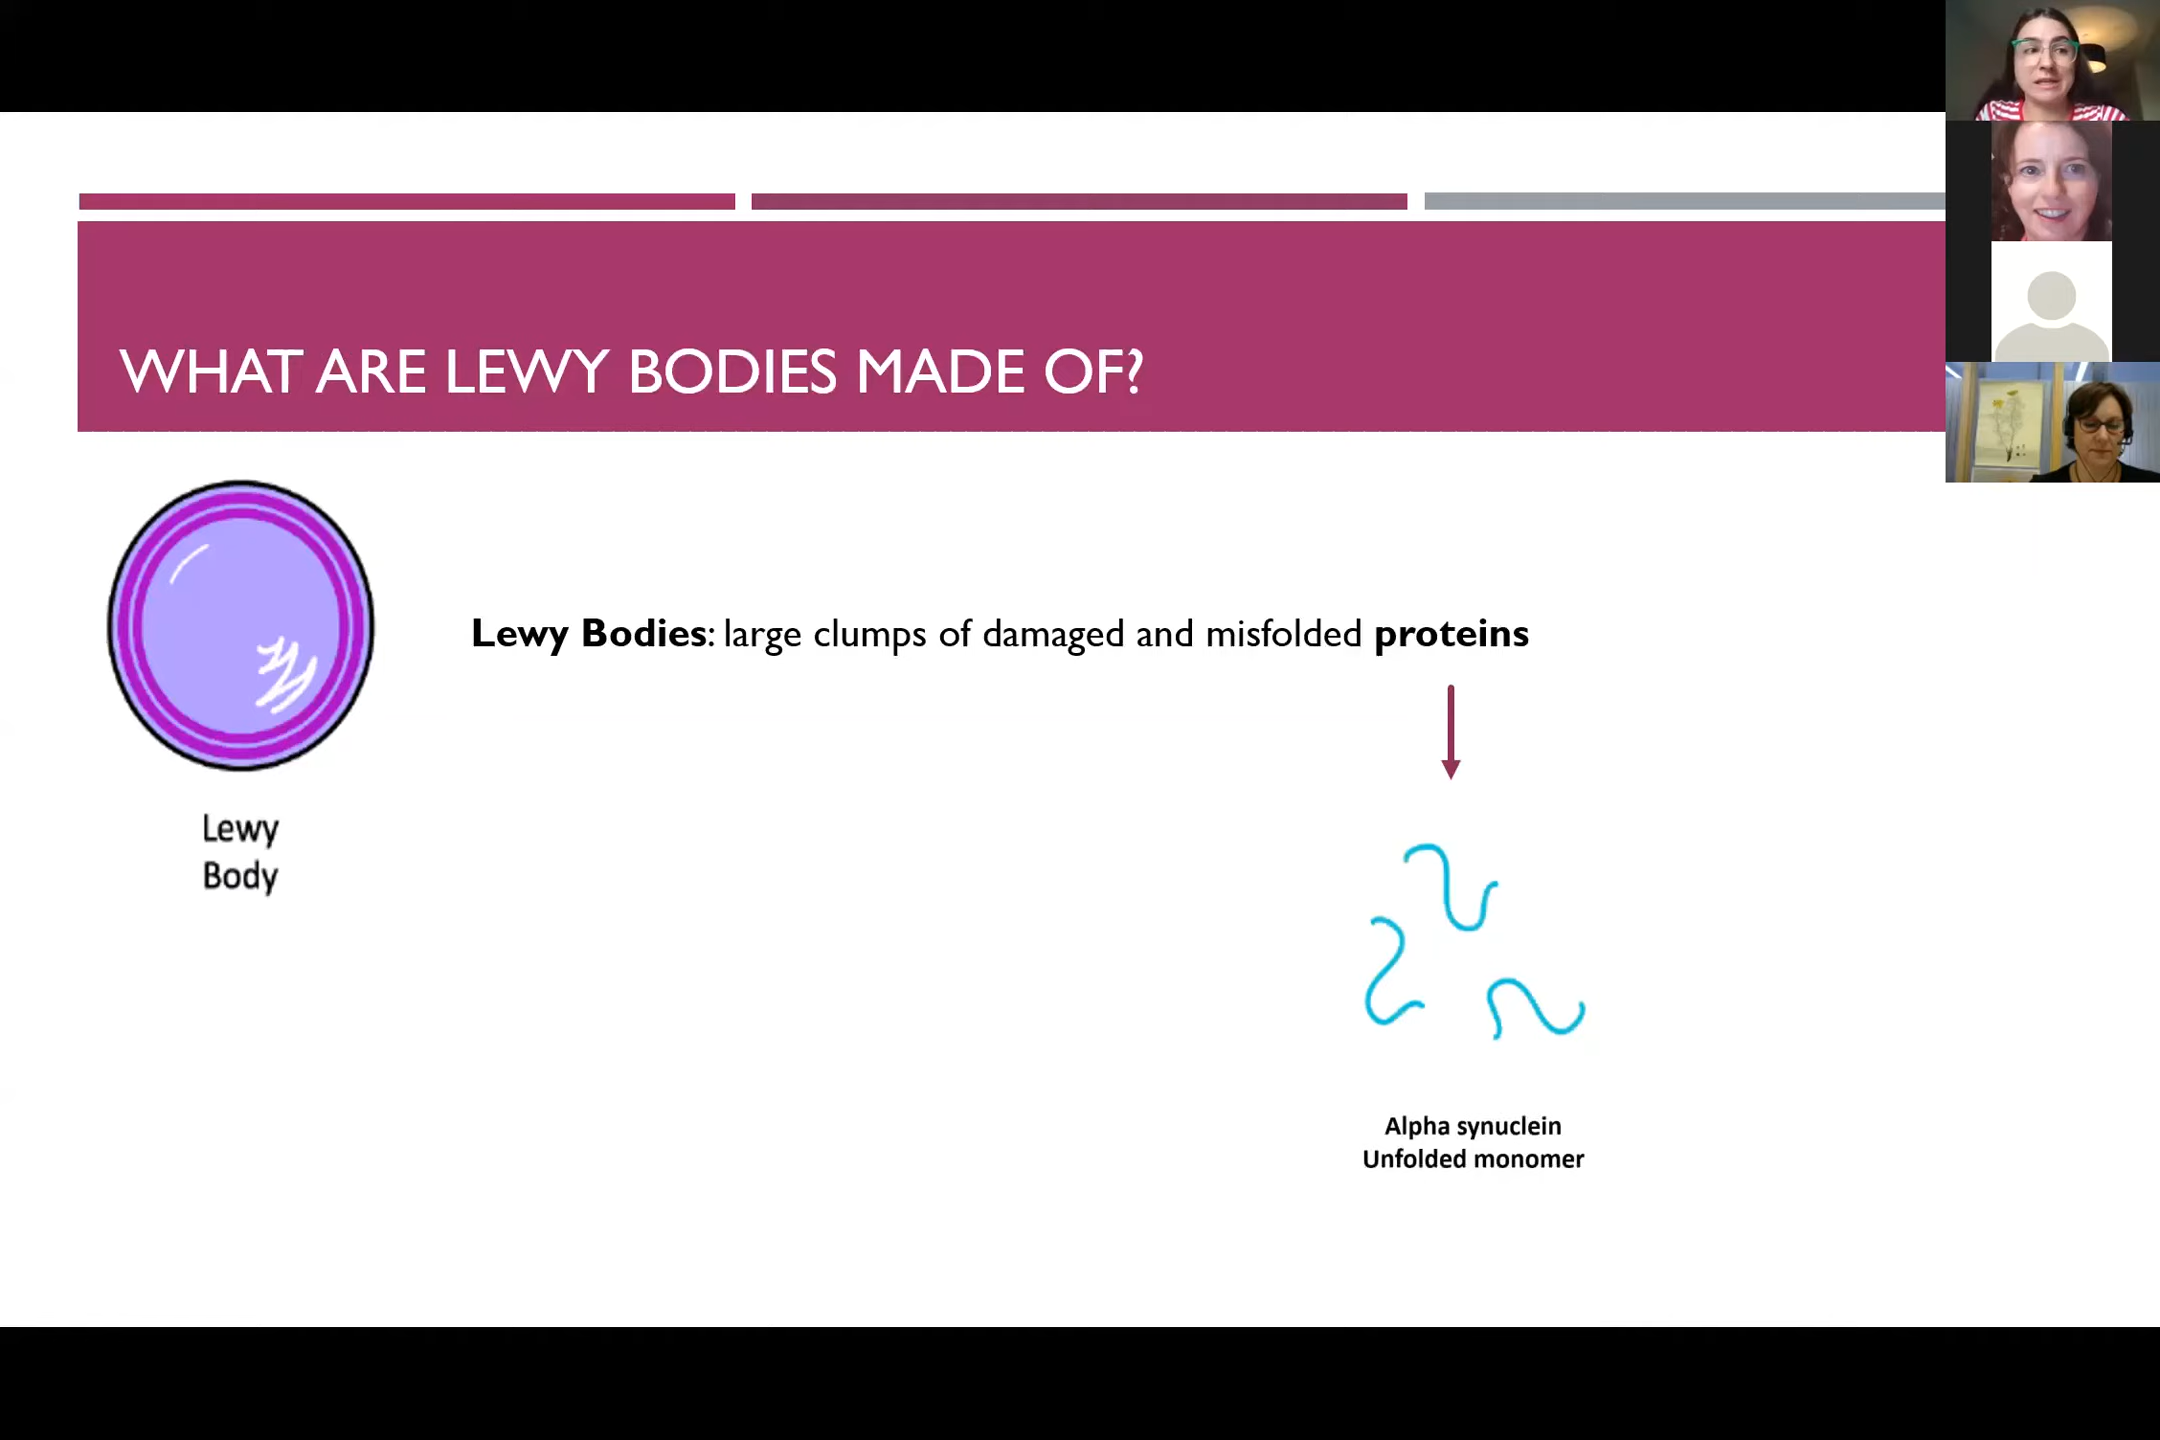 WHAT ARE LEWY BODIES MADE OF?
Lewy Bodies: large clumps of damaged and misfolded proteins
Lewy
Body
Alpha synuclein
Unfolded monomer